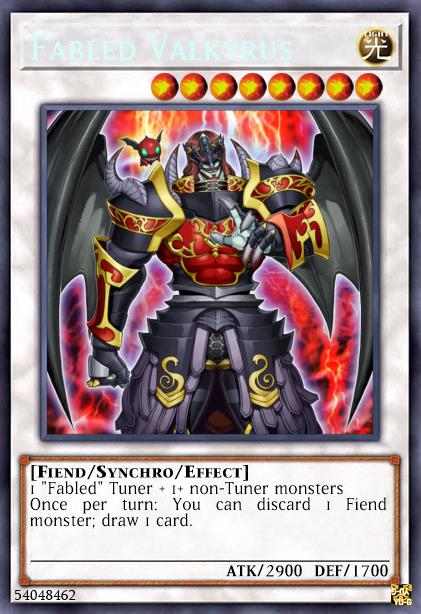 Fabled Valkyrus
LIGHT
光
[Fiend/Synchro/Effect]
1 "Fabled" Tuner + 1+ non-Tuner monsters
Once per turn: You can discard 1 Fiend
monster; draw 1 card.
ATK/2900 DEF/1700
54048462